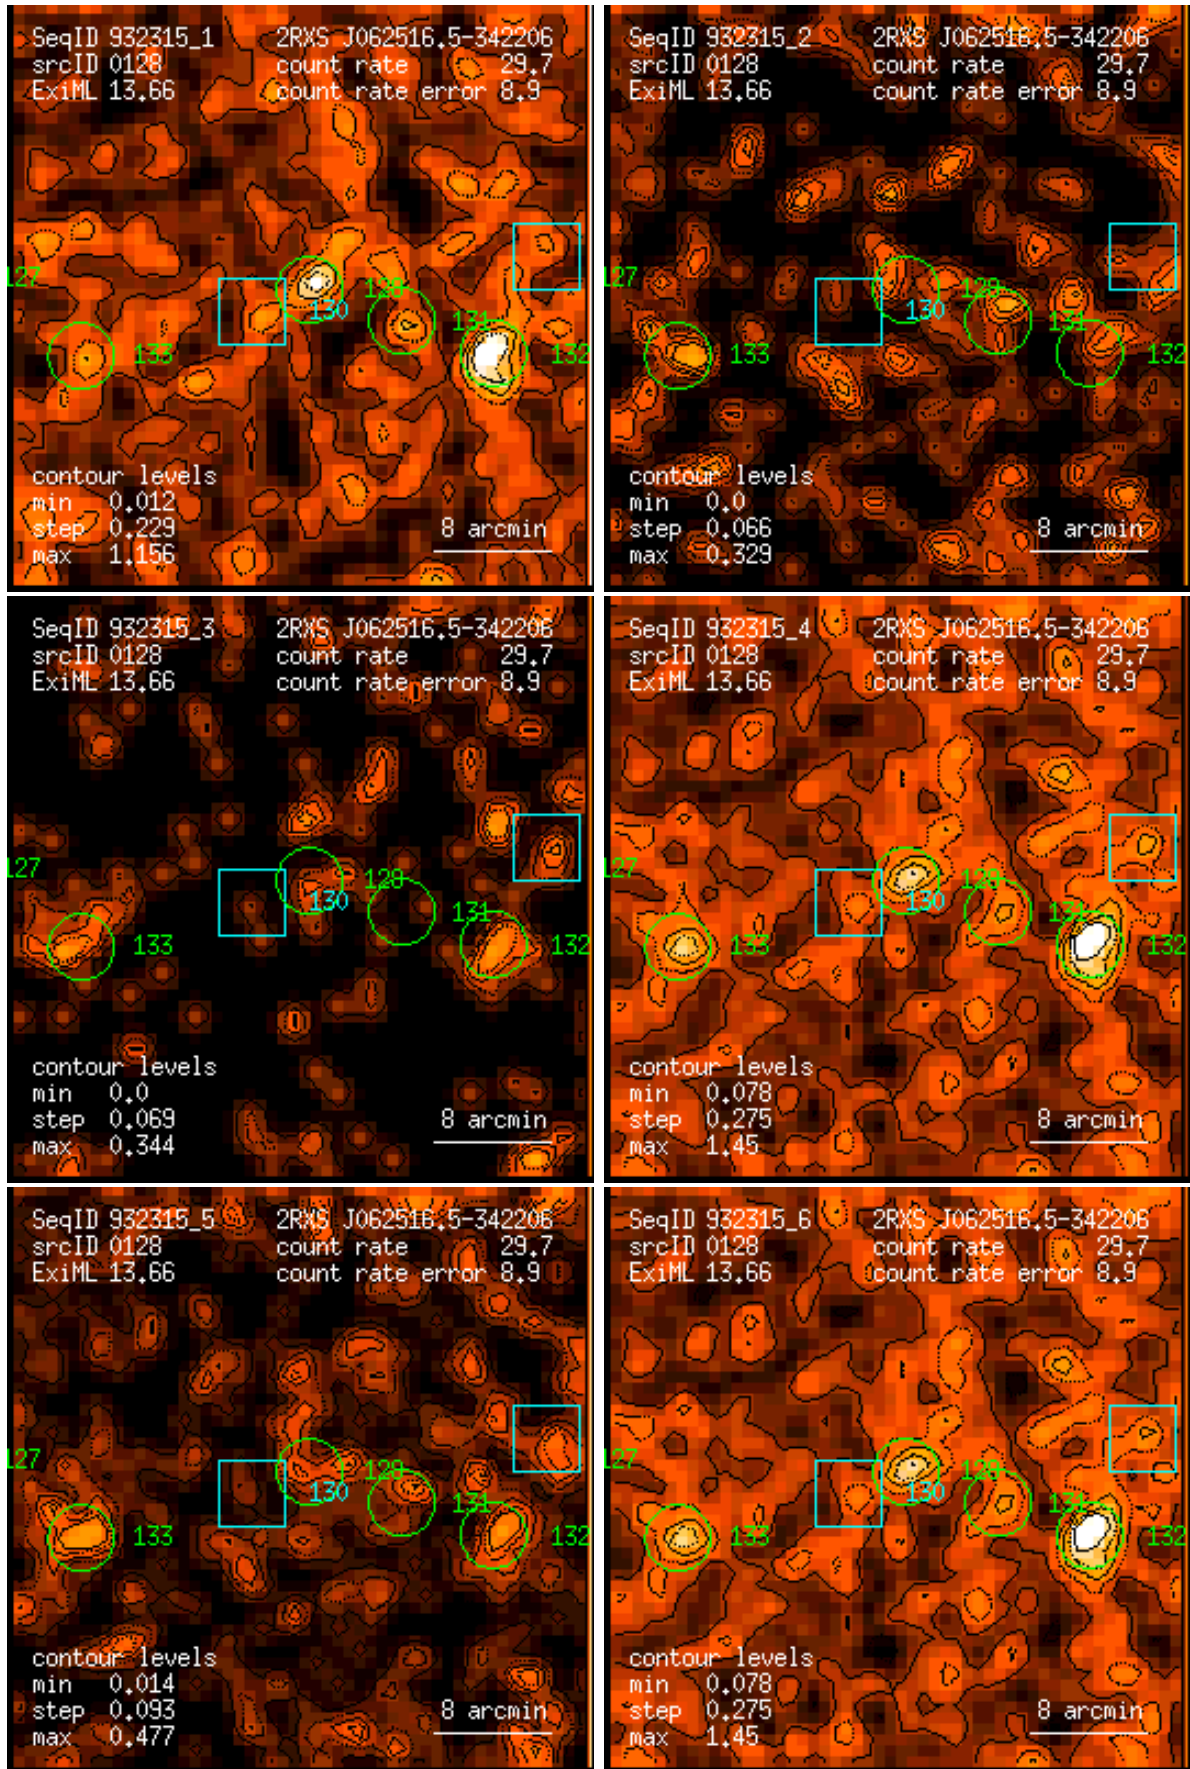 SeqID 932315_1 2RXS J062516.5-342206
srcID 0128 count rate 29.7
ExiML 13.66 count rate error 8.9
127
128
130
131
133
132
contour levels
min 0.012
step 0.229
max 1.156
8 arcmin
SeqID 932315_2 2RXS J062516.5-342206
srcID 0128 count rate 29.7
ExiML 13.66 count rate error 8.9
127
128
130
131
133
132
contour levels
min 0.0
step 0.066
max 0.329
8 arcmin
SeqID 932315_3 2RXS J062516.5-342206
srcID 0128 count rate 29.7
ExiML 13.66 count rate error 8.9
127
128
130
131
133
132
contour levels
min 0.0
step 0.069
max 0.344
8 arcmin
SeqID 932315_4 2RXS J062516.5-342206
srcID 0128 count rate 29.7
ExiML 13.66 count rate error 8.9
127
128
130
131
133
132
contour levels
min 0.078
step 0.275
max 1.45
8 arcmin
SeqID 932315_5 2RXS J062516.5-342206
srcID 0128 count rate 29.7
ExiML 13.66 count rate error 8.9
127
128
130
131
133
132
contour levels
min 0.014
step 0.093
max 0.477
8 arcmin
SeqID 932315_6 2RXS J062516.5-342206
srcID 0128 count rate 29.7
ExiML 13.66 count rate error 8.9
127
128
130
131
133
132
contour levels
min 0.078
step 0.275
max 1.45
8 arcmin